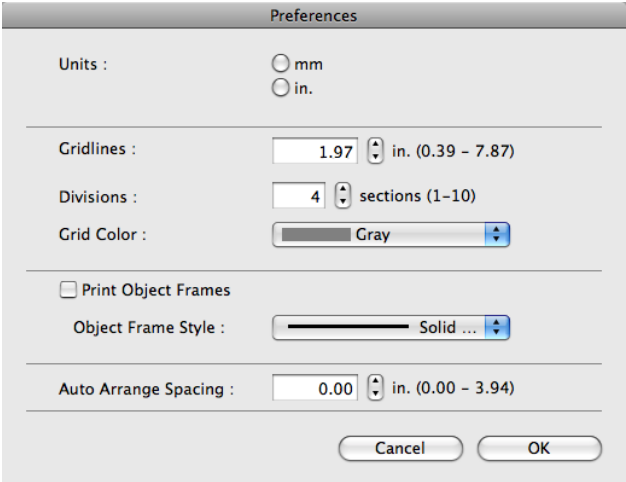 Preferences
Units :
mm
in.
Gridlines :
1.97 in. (0.39 – 7.87)
Divisions :
4 sections (1–10)
Grid Color :
Gray
Print Object Frames
Object Frame Style :
Solid ...
Auto Arrange Spacing :
0.00 in. (0.00 – 3.94)
Cancel
OK